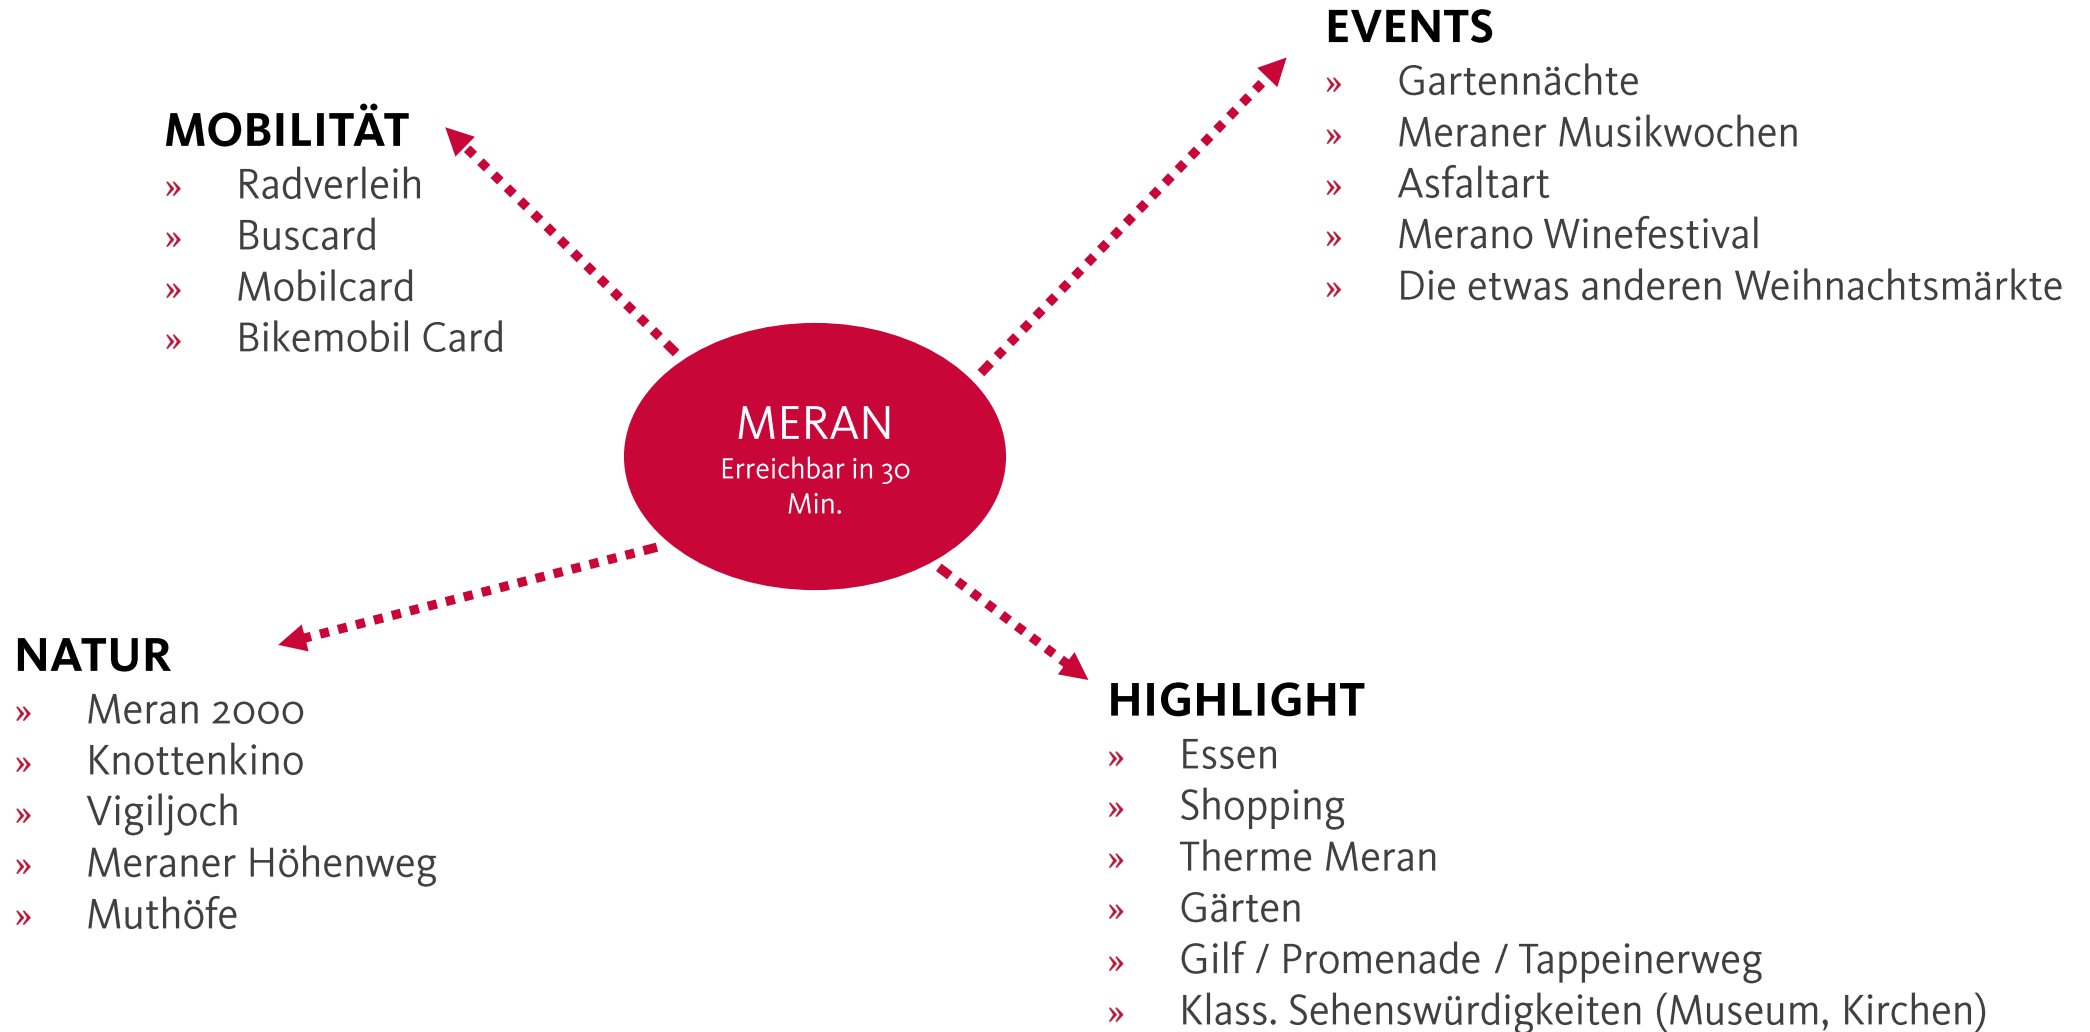 MOBILITÄT
» Radverleih
» Buscard
» Mobilcard
» Bikemobil Card
EVENTS
» Gartennächte
» Meraner Musikwochen
» Asfaltart
» Merano Winefestival
» Die etwas anderen Weihnachtsmärkte
MERAN
Erreichbar in 30
Min.
NATUR
» Meran 2000
» Knottenkino
» Vigiljoch
» Meraner Höhenweg
» Muthöfe
HIGHLIGHT
» Essen
» Shopping
» Therme Meran
» Gärten
» Gilf / Promenade / Tappeinerweg
» Klass. Sehenswürdigkeiten (Museum, Kirchen)